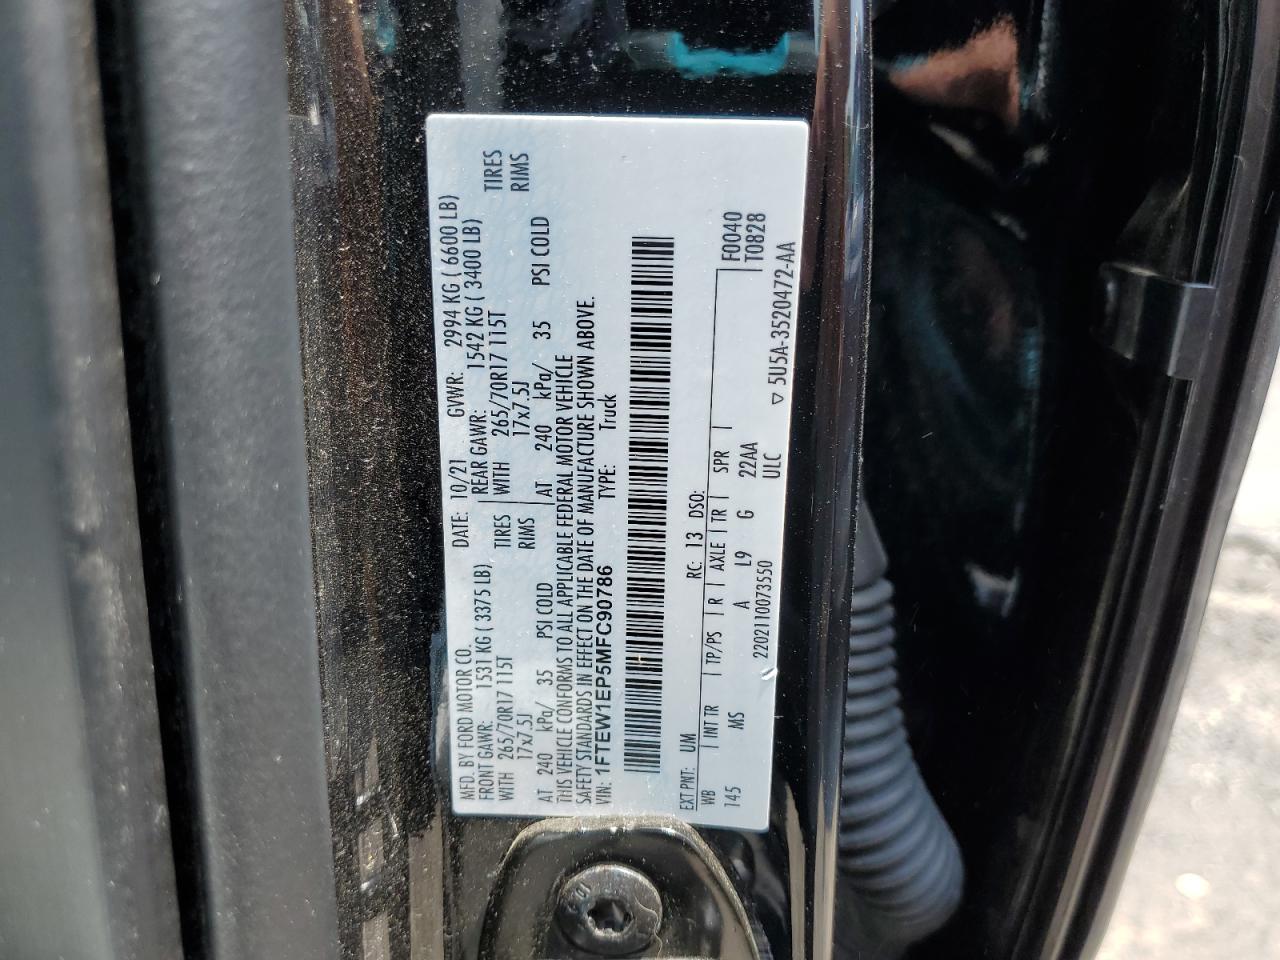 MFD. BY FORD MOTOR CO. DATE: 10/21 GVWR: 2994 KG ( 6600 LB)
FRONT GAWR: 1531 KG ( 3375 LB) REAR GAWR: 1542 KG ( 3400 LB)
WITH 265/70R17 115T TIRES WITH 265/70R17 115T TIRES
17x7.5J RIMS 17x7.5J RIMS
AT 240 kPa/ 35 PSI COLD AT 240 kPa/ 35 PSI COLD
THIS VEHICLE CONFORMS TO ALL APPLICABLE FEDERAL MOTOR VEHICLE
SAFETY STANDARDS IN EFFECT ON THE DATE OF MANUFACTURE SHOWN ABOVE.
VIN: 1FTEW1EP5MFC90786 TYPE: Truck
EXT PNT: UM RC: 13 DSO:
WB | INT TR | TP/PS | R | AXLE | TR | SPR | F0040
145 MS A L9 G 22AA T0828
2202110073550 ULC
▽ 5U5A-3520472-AA